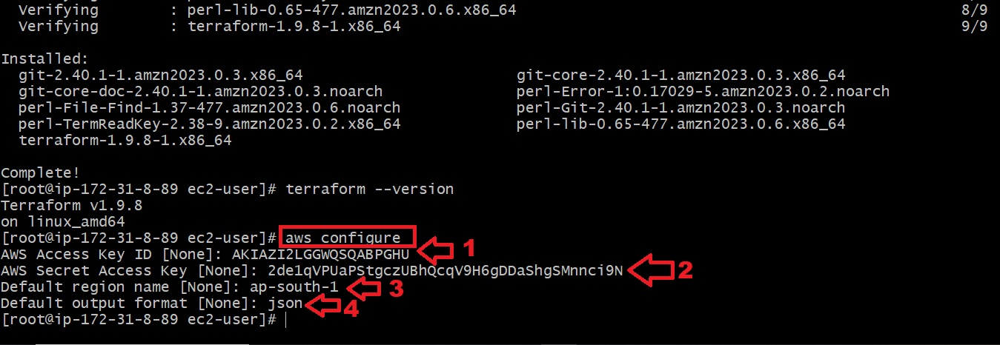 Verifying : perl-lib-0.65-477.amzn2023.0.6.x86_64 8/9
Verifying : terraform-1.9.8-1.x86_64 9/9
Installed:
git-2.40.1-1.amzn2023.0.3.x86_64 git-core-2.40.1-1.amzn2023.0.3.x86_64
git-core-doc-2.40.1-1.amzn2023.0.3.noarch perl-Error-1:0.17029-5.amzn2023.0.2.noarch
perl-File-Find-1.37-477.amzn2023.0.6.noarch perl-Git-2.40.1-1.amzn2023.0.3.noarch
perl-TermReadKey-2.38-9.amzn2023.0.2.x86_64 perl-lib-0.65-477.amzn2023.0.6.x86_64
terraform-1.9.8-1.x86_64
Complete!
[root@ip-172-31-8-89 ec2-user]# terraform --version
Terraform v1.9.8
on linux_amd64
[root@ip-172-31-8-89 ec2-user]# aws configure
AWS Access Key ID [None]: AKIAZI2LGGWQSQABPGHU 1
AWS Secret Access Key [None]: 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 2
Default region name [None]: ap-south-1 3
Default output format [None]: json 4
[root@ip-172-31-8-89 ec2-user]#